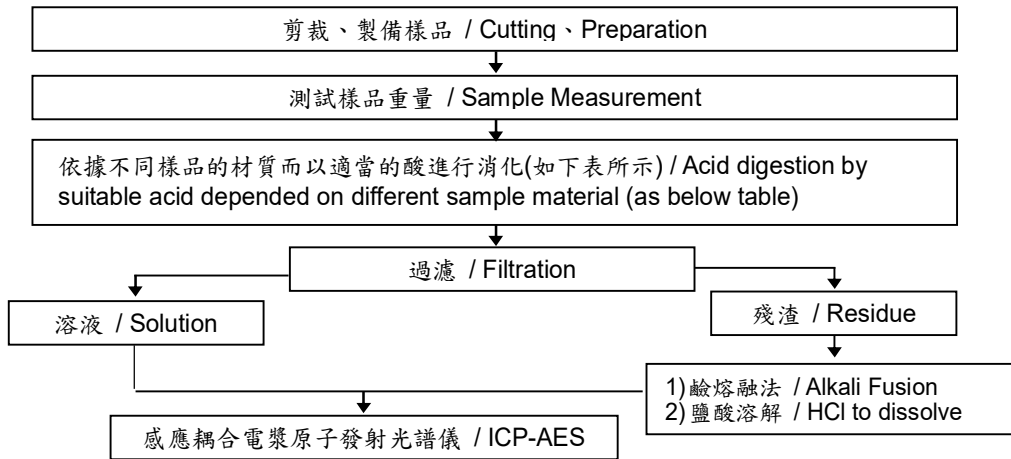 剪裁、製備樣品 / Cutting、Preparation
測試樣品重量 / Sample Measurement
依據不同樣品的材質而以適當的酸進行消化(如下表所示) / Acid digestion by
suitable acid depended on different sample material (as below table)
過濾 / Filtration
溶液 / Solution
殘渣 / Residue
1)鹼熔融法 / Alkali Fusion
2)鹽酸溶解 / HCl to dissolve
感應耦合電漿原子發射光譜儀 / ICP-AES